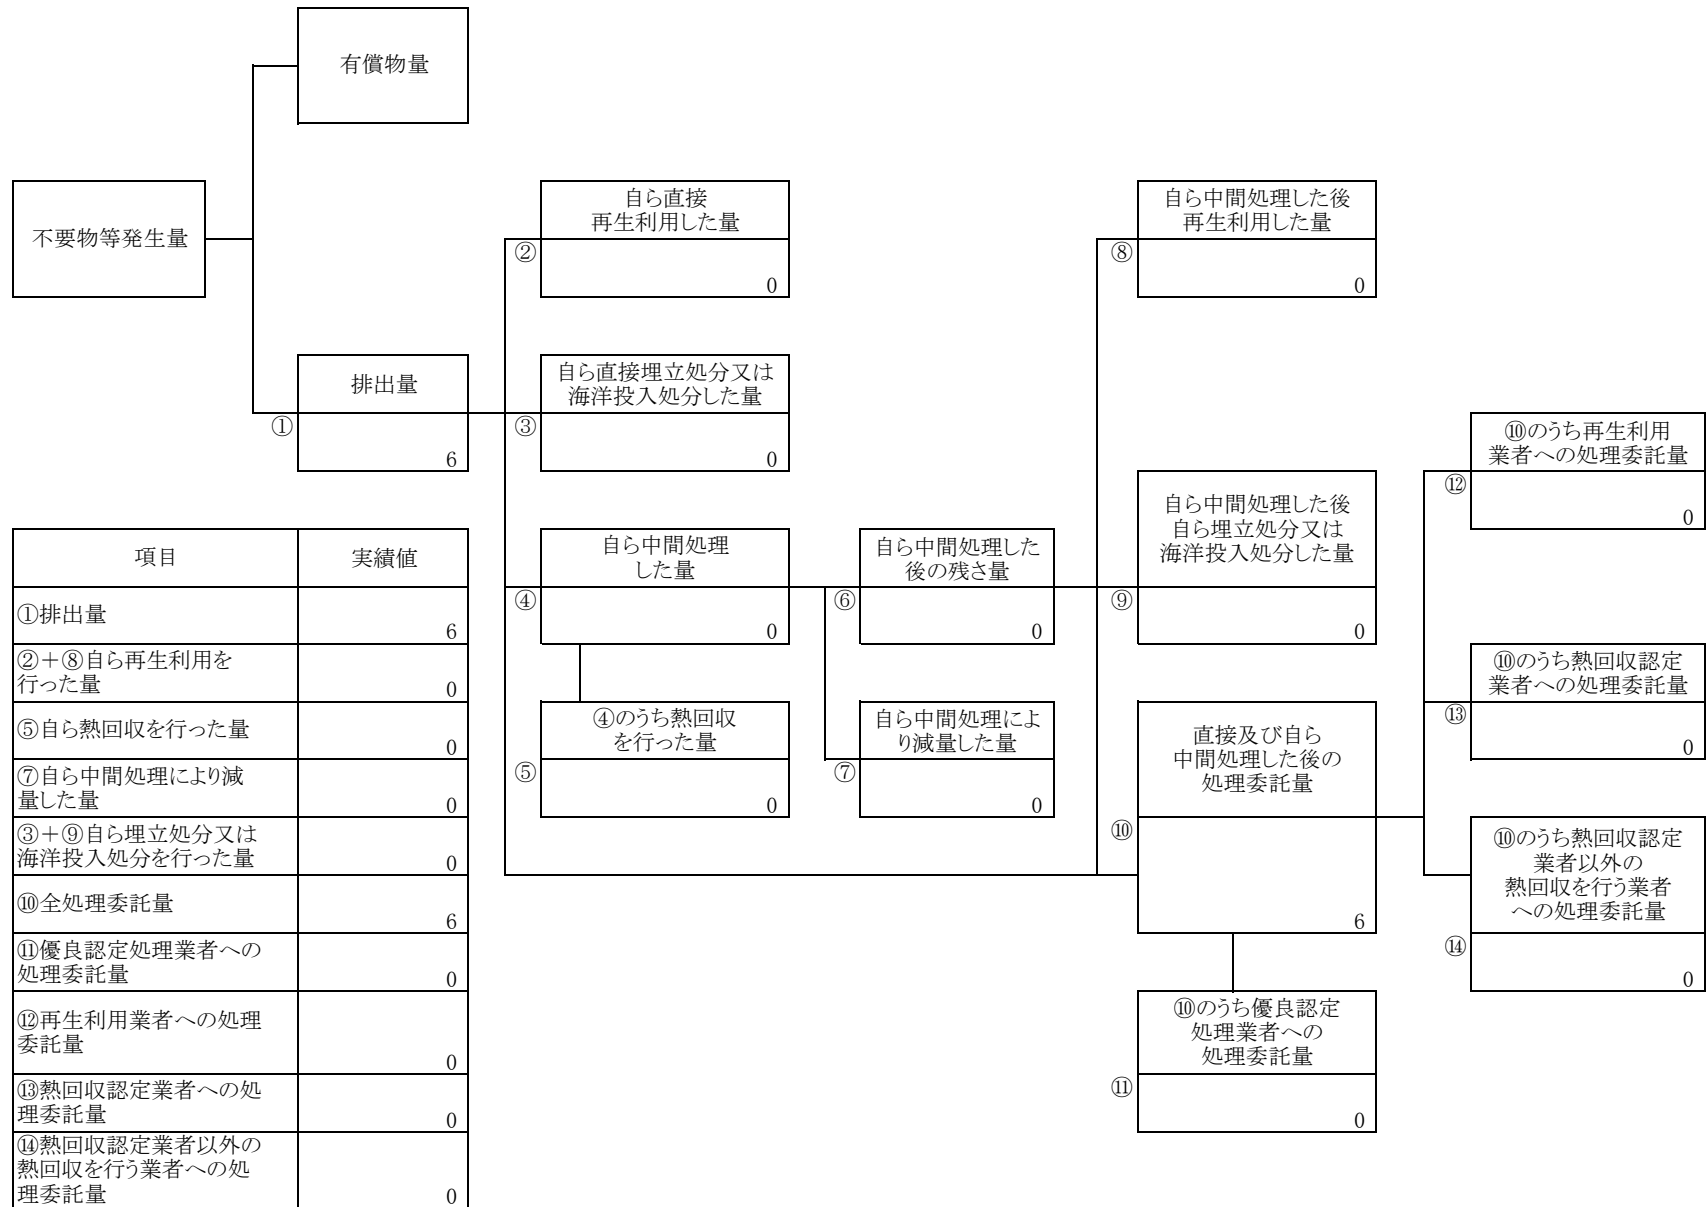 有償物量
不要物等発生量
排出量
①
6
自ら直接
再生利用した量
②
0
自ら直接埋立処分又は
海洋投入処分した量
③
0
自ら中間処理
した量
④
0
④のうち熱回収
を行った量
⑤
0
自ら中間処理した
後の残さ量
⑥
0
自ら中間処理によ
り減量した量
⑦
0
自ら中間処理した後
再生利用した量
⑧
0
自ら中間処理した後
自ら埋立処分又は
海洋投入処分した量
⑨
0
直接及び自ら
中間処理した後の
処理委託量
⑩
6
⑩のうち優良認定
処理業者への
処理委託量
⑪
0
⑩のうち再生利用
業者への処理委託量
⑫
0
⑩のうち熱回収認定
業者への処理委託量
⑬
0
⑩のうち熱回収認定
業者以外の
熱回収を行う業者
への処理委託量
⑭
0
項目 実績値
①排出量
6
②+⑧自ら再生利用を
行った量
0
⑤自ら熱回収を行った量
0
⑦自ら中間処理により減
量した量
0
③+⑨自ら埋立処分又は
海洋投入処分を行った量
0
⑩全処理委託量
6
⑪優良認定処理業者への
処理委託量
0
⑫再生利用業者への処理
委託量
0
⑬熱回収認定業者への処
理委託量
0
⑭熱回収認定業者以外の
熱回収を行う業者への処
理委託量
0